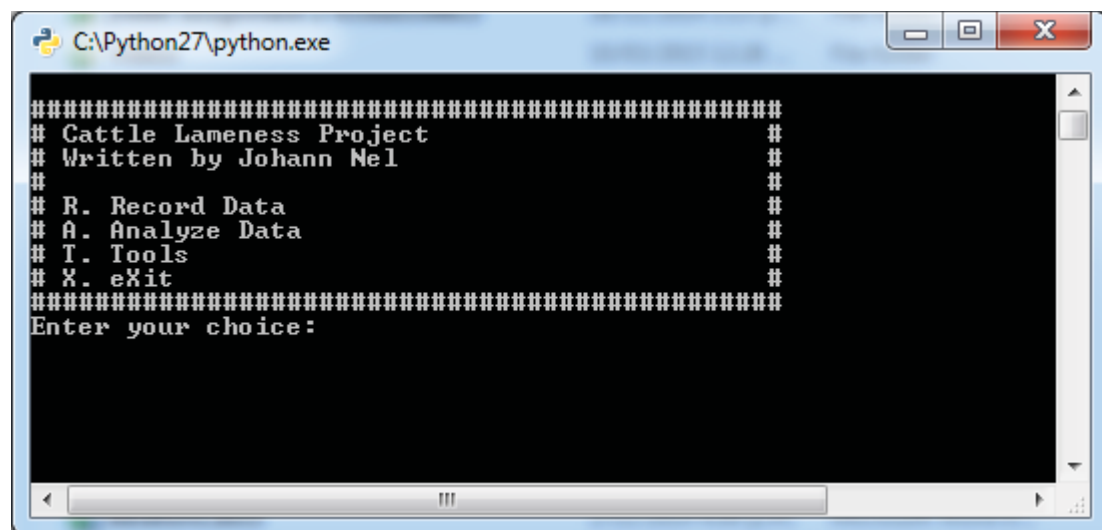 C:\Python27\python.exe
###############################################
# Cattle Lameness Project                     #
# Written by Johann Nel                       #
#                                             #
# R. Record Data                              #
# A. Analyze Data                             #
# T. Tools                                    #
# X. eXit                                     #
###############################################
Enter your choice: